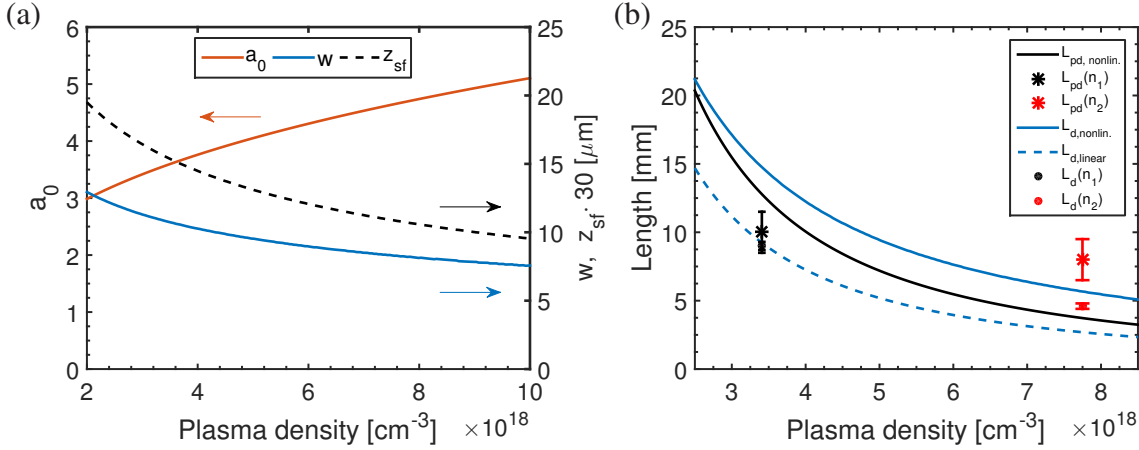 (a)
6
5
4
3
2
1
0
a0
a0 w zsf
25
20
15
10
5
0
w, zsf· 30 [μm]
2 4 6 8 10
Plasma density [cm-3] ×10^18
(b)
25
20
15
10
5
0
Length [mm]
Lpd, nonlin.
Lpd(n1)
Lpd(n2)
Ld,nonlin.
Ld,linear
Ld(n1)
Ld(n2)
3 4 5 6 7 8
Plasma density [cm-3] ×10^18